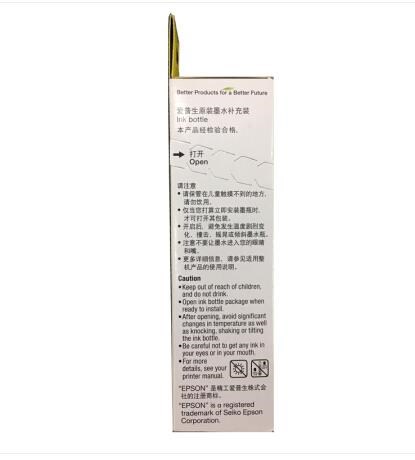 Better Products for a Better Future
爱普生原装墨水补充装
Ink bottle
本产品经检验合格.
打开
Open
请注意
• 请保管在儿童触摸不到的地方,
请勿饮用。
• 仅当您打算立即安装墨瓶时,
才可打开其包装。
• 开启后, 避免发生温度剧烈变
化、撞击、摇晃或倾斜墨水瓶。
• 注意不要让墨水进入您的眼睛
和嘴。
• 更多详细信息, 请参见适用整
机产品的使用说明。
Caution
• Keep out of reach of children,
and do not drink.
• Open ink bottle package when
ready to install.
• After opening, avoid significant
changes in temperature as well
as knocking, shaking or tilting
the ink bottle.
• Be careful not to get any ink in
your eyes or in your mouth.
• For more
details, see your
printer manual.
"EPSON" 是精工爱普生株式会
社的注册商标。
"EPSON" is a registered
trademark of Seiko Epson
Corporation.